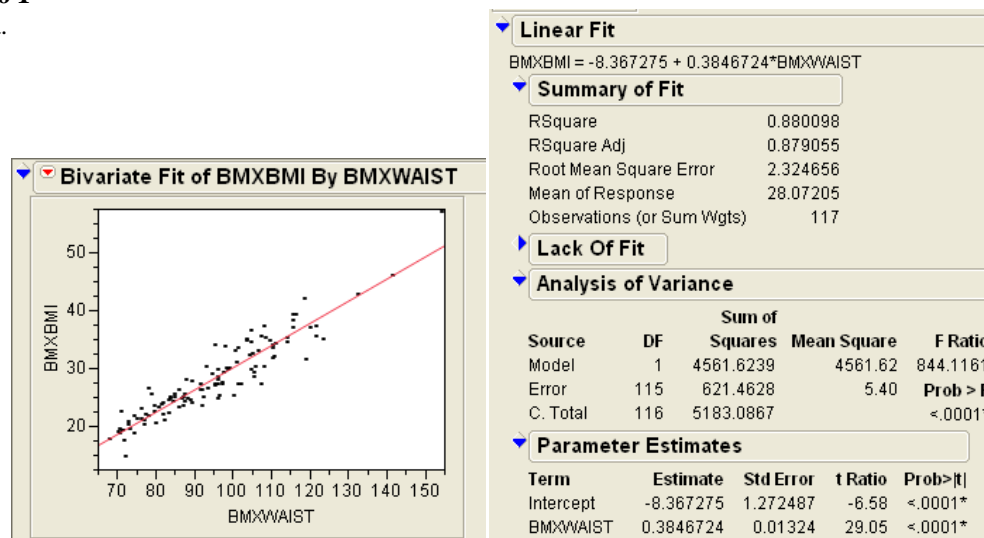 Bivariate Fit of BMXBMI By BMXWAIST
50
40
30
20
BMXBMI
70 80 90 100 110 120 130 140 150
BMXWAIST
Linear Fit
BMXBMI = -8.367275 + 0.3846724*BMXWAIST
Summary of Fit
RSquare 0.880098
RSquare Adj 0.879055
Root Mean Square Error 2.324656
Mean of Response 28.07205
Observations (or Sum Wgts) 117
Lack Of Fit
Analysis of Variance
Sum of
Source DF Squares Mean Square F Ratio
Model 1 4561.6239 4561.62 844.1161
Error 115 621.4628 5.40 Prob > F
C. Total 116 5183.0867 <.0001*
Parameter Estimates
Term Estimate Std Error t Ratio Prob>|t|
Intercept -8.367275 1.272487 -6.58 <.0001*
BMXWAIST 0.3846724 0.01324 29.05 <.0001*